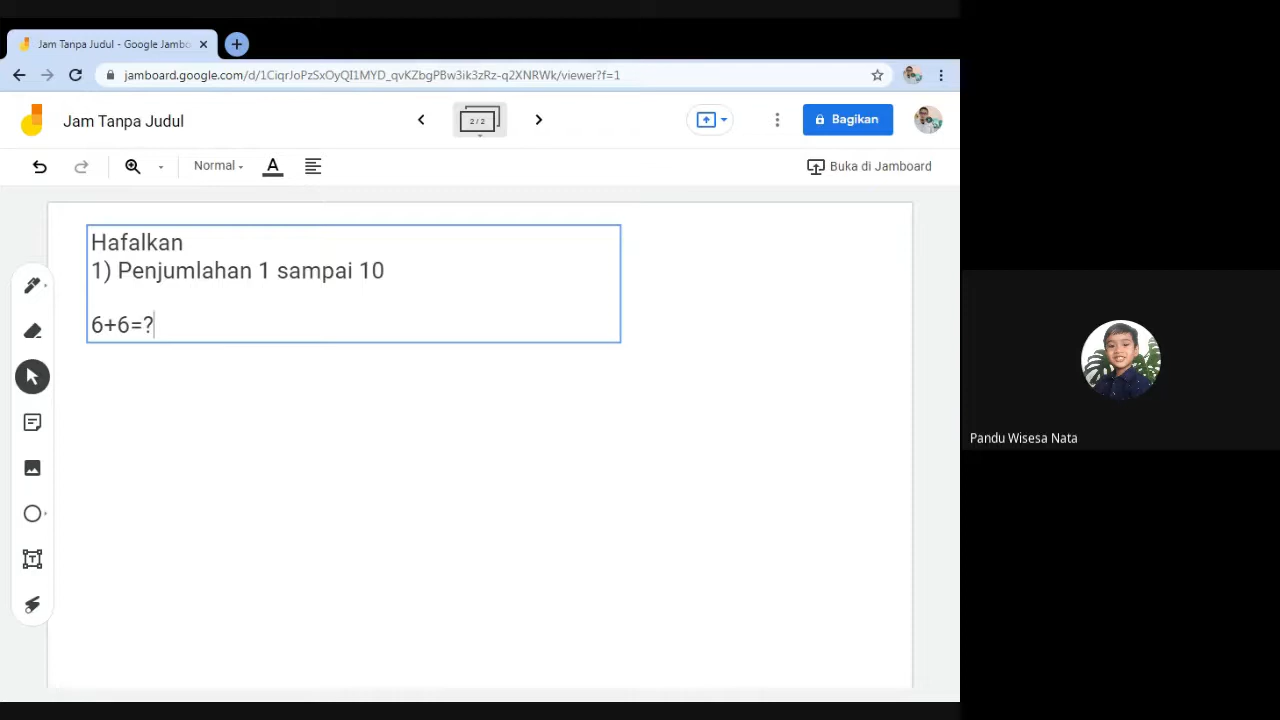 Jam Tanpa Judul - Google Jambo
jamboard.google.com/d/1CiqrJoPzSxOyQI1MYD_qvKZbgPBw3ik3zRz-q2XNRWk/viewer?f=1
Jam Tanpa Judul
2 / 2
Bagikan
Normal
A
Buka di Jamboard
Hafalkan
1) Penjumlahan 1 sampai 10
6+6=?
Pandu Wisesa Nata